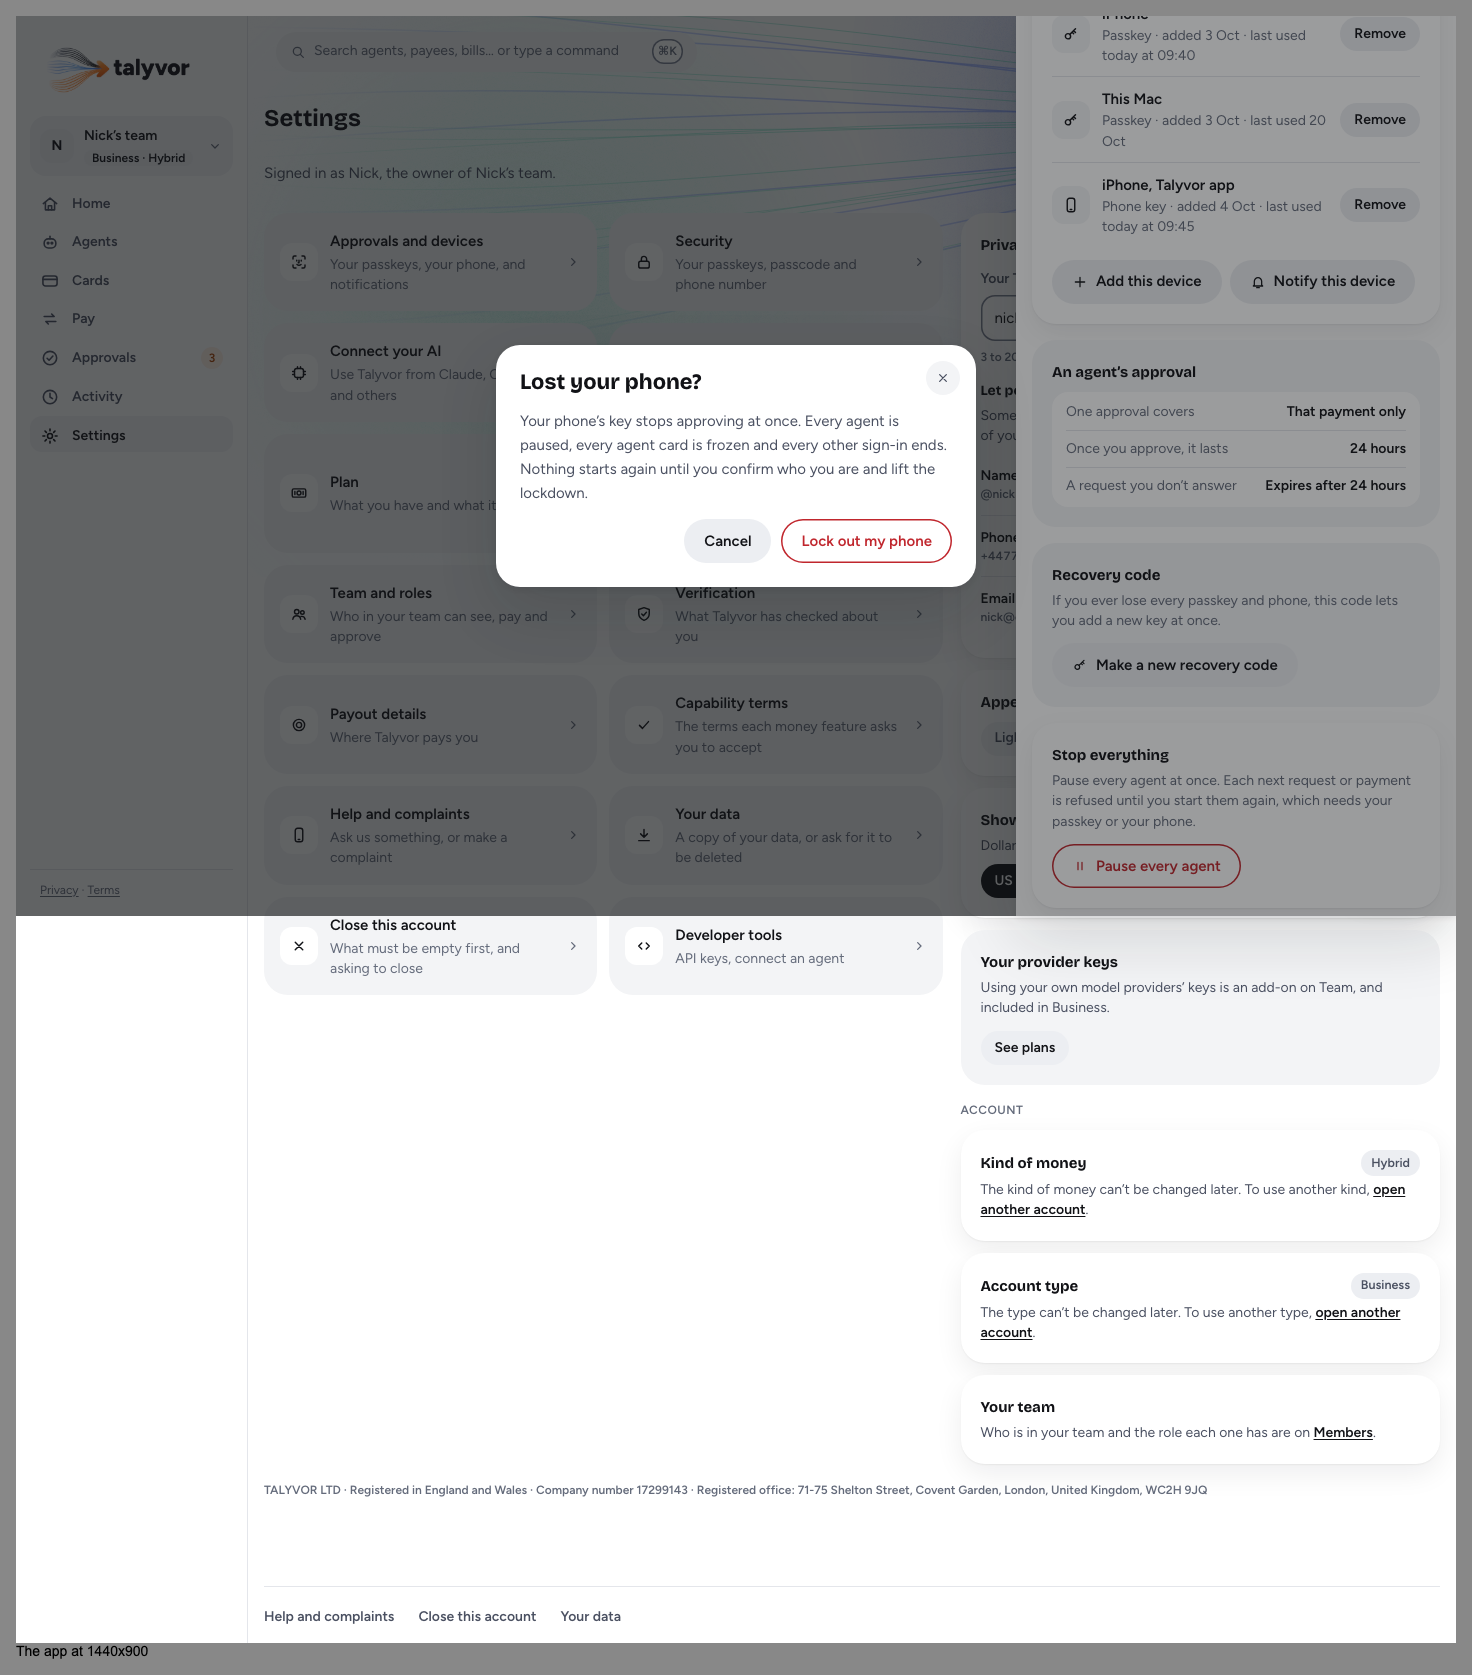 talyvor
N
Nick's team
Business · Hybrid
Home
Agents
Cards
Pay
Approvals
3
Activity
Settings
Privacy · Terms
Search agents, payees, bills... or type a command
⌘K
Settings
Signed in as Nick, the owner of Nick's team.
Approvals and devices
Your passkeys, your phone, and
notifications
Security
Your passkeys, passcode and
phone number
Connect your AI
Use Talyvor from Claude,
and others
Plan
What you have and what
Team and roles
Who in your team can see, pay and
approve
Verification
What Talyvor has checked about
you
Payout details
Where Talyvor pays you
Capability terms
The terms each money feature asks
you to accept
Help and complaints
Ask us something, or make a
complaint
Your data
A copy of your data, or ask for it to
be deleted
Close this account
What must be empty first, and
asking to close
Developer tools
API keys, connect an agent
Your
3 to 20
Let
Some
of
Name
@nick
Phone
+4477
Email
nick@
US
Lost your phone?
Your phone's key stops approving at once. Every agent is
paused, every agent card is frozen and every other sign-in ends.
Nothing starts again until you confirm who you are and lift the
lockdown.
Cancel
Lock out my phone
iPhone
Passkey · added 3 Oct · last used
today at 09:40
Remove
This Mac
Passkey · added 3 Oct · last used 20
Oct
Remove
iPhone, Talyvor app
Phone key · added 4 Oct · last used
today at 09:45
Remove
Add this device
Notify this device
An agent's approval
One approval covers
That payment only
Once you approve, it lasts
24 hours
A request you don't answer
Expires after 24 hours
Recovery code
If you ever lose every passkey and phone, this code lets
you add a new key at once.
Make a new recovery code
Stop everything
Pause every agent at once. Each next request or payment
is refused until you start them again, which needs your
passkey or your phone.
Pause every agent
Your provider keys
Using your own model providers' keys is an add-on on Team, and
included in Business.
See plans
ACCOUNT
Kind of money
Hybrid
The kind of money can't be changed later. To use another kind, open
another account.
Account type
Business
The type can't be changed later. To use another type, open another
account.
Your team
Who is in your team and the role each one has are on Members.
TALYVOR LTD · Registered in England and Wales · Company number 17299143 · Registered office: 71-75 Shelton Street, Covent Garden, London, United Kingdom, WC2H 9JQ
Help and complaints
Close this account
Your data
The app at 1440x900